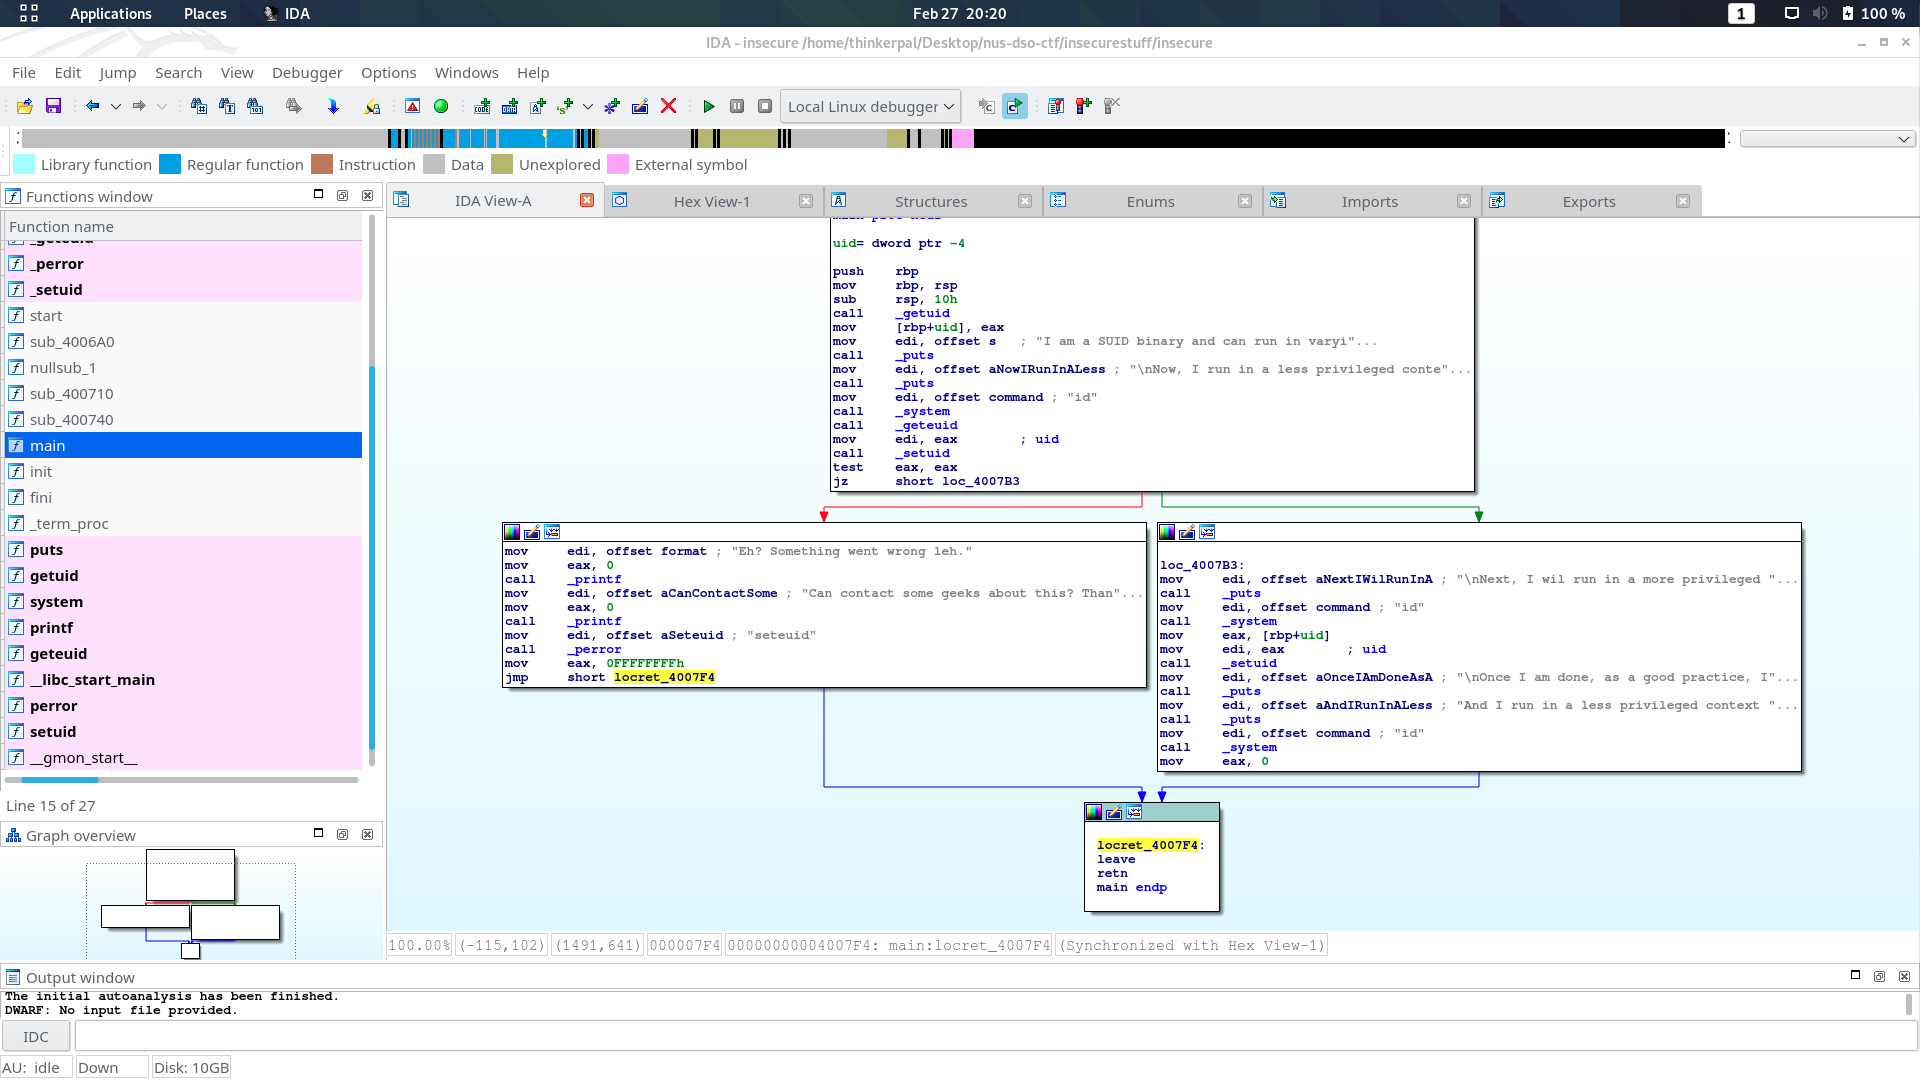 Applications Places IDA Feb 27 20:20 1 100 %
IDA - insecure /home/thinkerpal/Desktop/nus-dso-ctf/insecurestuff/insecure
File Edit Jump Search View Debugger Options Windows Help
Local Linux debugger
Library function Regular function Instruction Data Unexplored External symbol
Functions window
Function name
_geteuid
_perror
_setuid
start
sub_4006A0
nullsub_1
sub_400710
sub_400740
main
init
fini
_term_proc
puts
getuid
system
printf
geteuid
__libc_start_main
perror
setuid
__gmon_start__
Line 15 of 27
Graph overview
IDA View-A Hex View-1 Structures Enums Imports Exports
uid= dword ptr -4
push rbp
mov rbp, rsp
sub rsp, 10h
call _getuid
mov [rbp+uid], eax
mov edi, offset s ; "I am a SUID binary and can run in varyi"...
call _puts
mov edi, offset aNowIRunInALess ; "\nNow, I run in a less privileged conte"...
call _puts
mov edi, offset command ; "id"
call _system
call _geteuid
mov edi, eax ; uid
call _setuid
test eax, eax
jz short loc_4007B3
mov edi, offset format ; "Eh? Something went wrong leh."
mov eax, 0
call _printf
mov edi, offset aCanContactSome ; "Can contact some geeks about this? Than"...
mov eax, 0
call _printf
mov edi, offset aSeteuid ; "seteuid"
call _perror
mov eax, 0FFFFFFFFh
jmp short locret_4007F4
loc_4007B3:
mov edi, offset aNextIWilRunInA ; "\nNext, I wil run in a more privileged "...
call _puts
mov edi, offset command ; "id"
call _system
mov eax, [rbp+uid]
mov edi, eax ; uid
call _setuid
mov edi, offset aOnceIAmDoneAsA ; "\nOnce I am done, as a good practice, I"...
call _puts
mov edi, offset aAndIRunInALess ; "And I run in a less privileged context "...
call _puts
mov edi, offset command ; "id"
call _system
mov eax, 0
locret_4007F4:
leave
retn
main endp
100.00% (-115,102) (1491,641) 000007F4 00000000004007F4: main:locret_4007F4 (Synchronized with Hex View-1)
Output window
The initial autoanalysis has been finished.
DWARF: No input file provided.
IDC
AU: idle Down Disk: 10GB